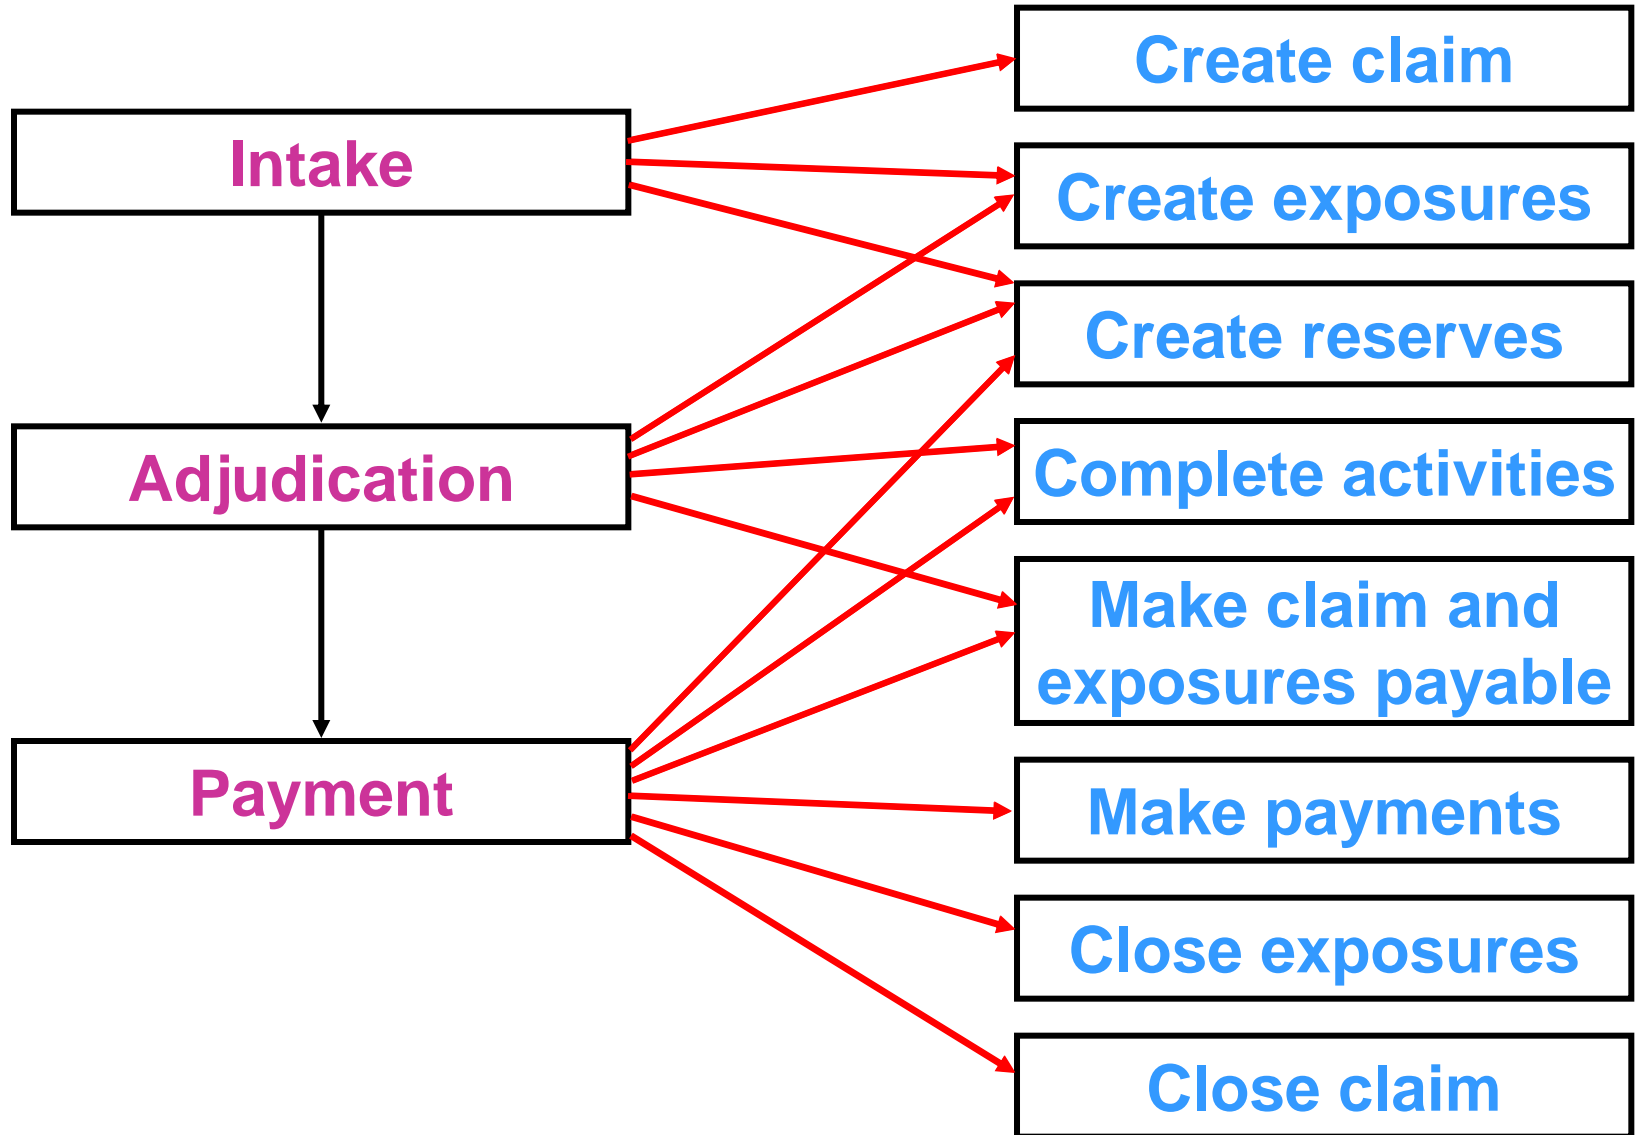 Intake
Adjudication
Payment
Create claim
Create exposures
Create reserves
Complete activities
Make claim and
exposures payable
Make payments
Close exposures
Close claim